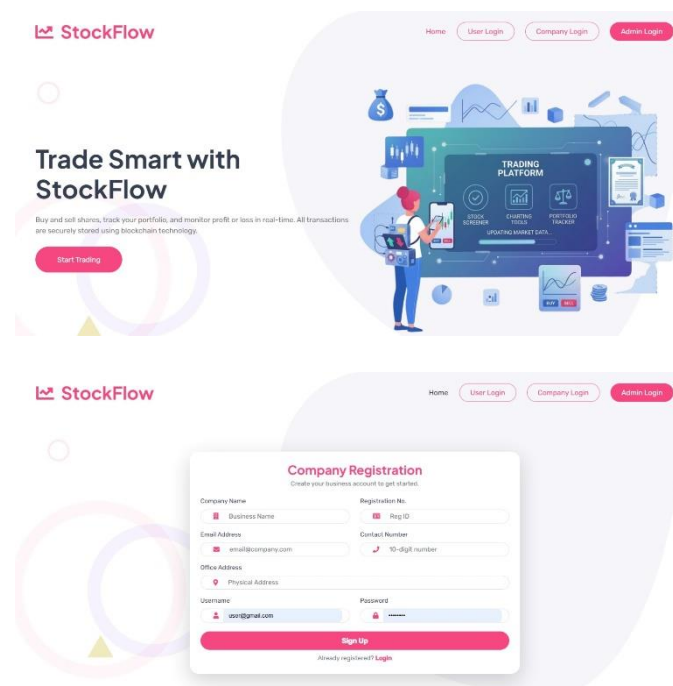 StockFlow
Home User Login Company Login Admin Login
Trade Smart with
StockFlow
Buy and sell shares, track your portfolio, and monitor profit or loss in real-time. All transactions
are securely stored using blockchain technology.
Start Trading
$
TRADING
PLATFORM
STOCK
SCREENER
CHARTING
TOOLS
PORTFOLIO
TRACKER
UPDATING MARKET DATA...
BUY
StockFlow
Home User Login Company Login Admin Login
Company Registration
Create your business account to get started.
Company Name Registration No.
Business Name Reg ID
Email Address Contact Number
email@company.com 10-digit number
Office Address
Physical Address
Username Password
user@gmail.com ••••••••
Sign Up
Already registered? Login